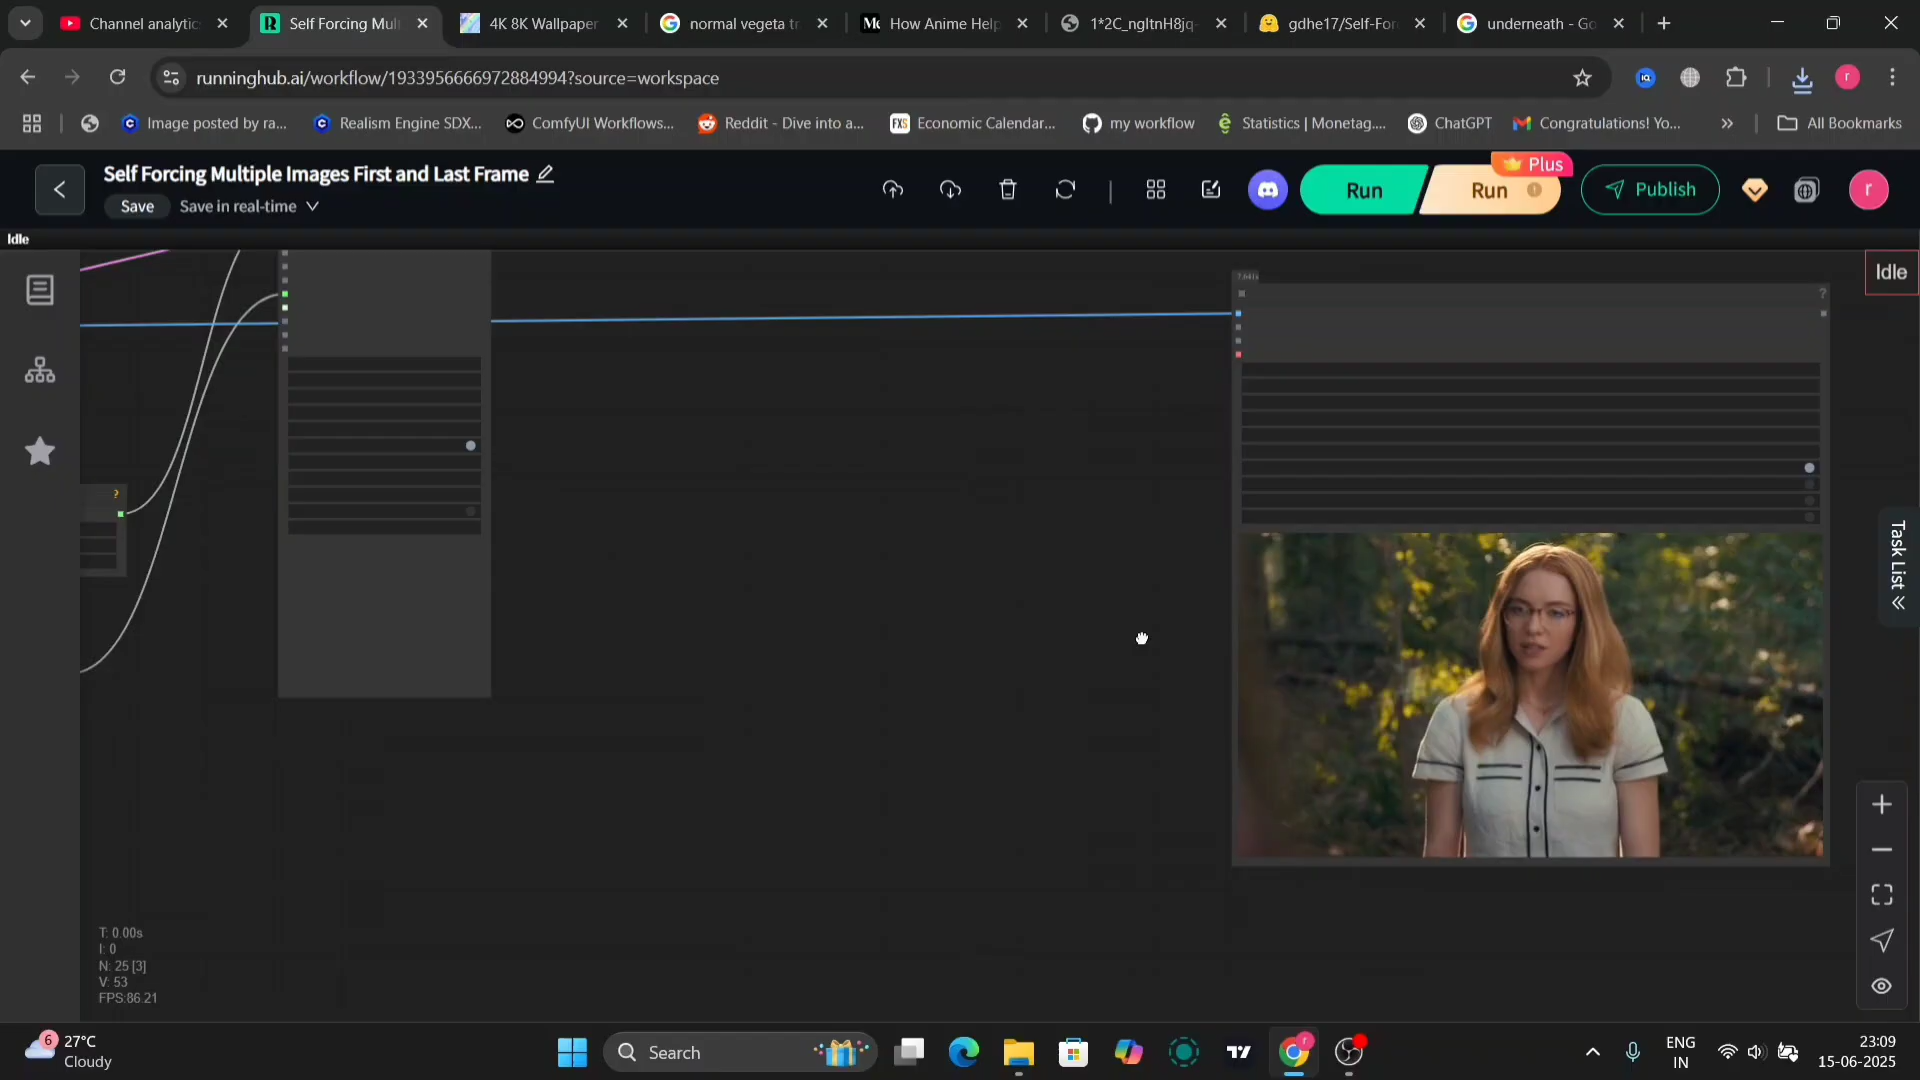 Channel analytic
Self Forcing Mul
4K 8K Wallpaper
normal vegeta tr
How Anime Help
1*2C_ngItnH8jq-
gdhe17/Self-For
underneath - Go
runninghub.ai/workflow/1933956666972884994?source=workspace
Image posted by ra...
Realism Engine SDX...
ComfyUI Workflows...
Reddit - Dive into a...
FXS
Economic Calendar...
my workflow
Statistics | Monetag....
ChatGPT
Congratulations! Yo...
All Bookmarks
Self Forcing Multiple Images First and Last Frame
Save
Save in real-time
Run
Run
Plus
Publish
r
Idle
Idle
Task List
T: 0.00s
I: 0
N: 25 [3]
V: 53
FPS:86.21
6
27°C
Cloudy
Search
ENG
IN
23:09
15-06-2025